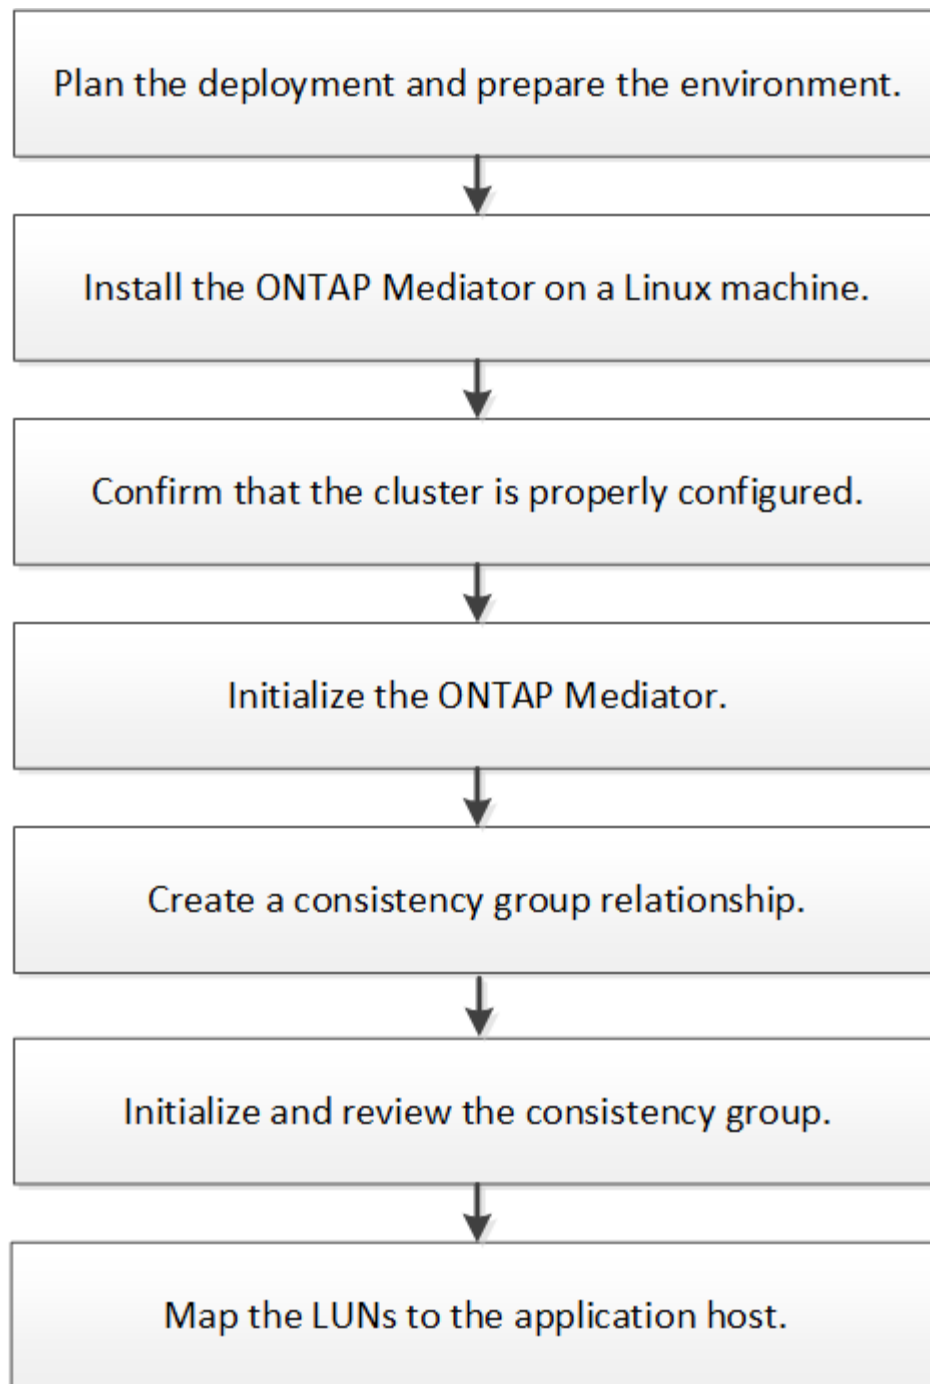 Plan the deployment and prepare the environment.
Install the ONTAP Mediator on a Linux machine.
Confirm that the cluster is properly configured.
Initialize the ONTAP Mediator.
Create a consistency group relationship.
Initialize and review the consistency group.
Map the LUNs to the application host.